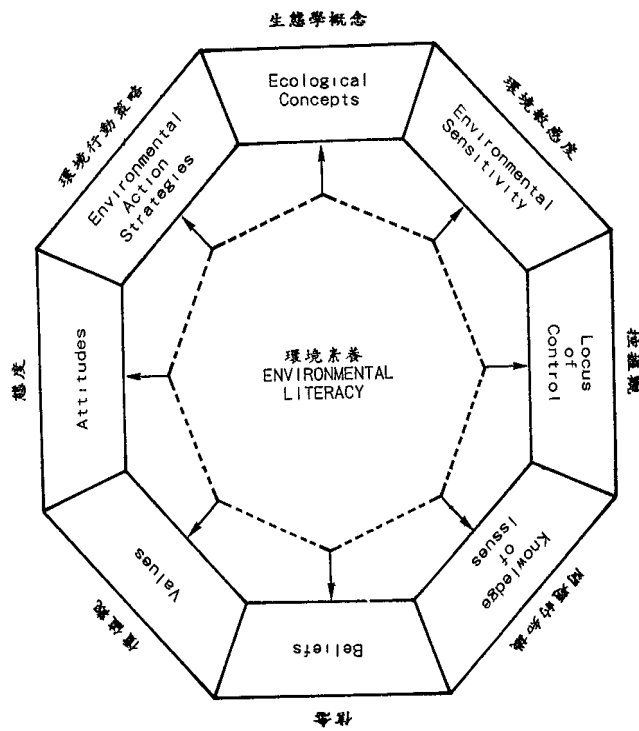 生態學概念
Ecological
Concepts
環境敏感度
Environmental
Sensitivity
控制觀
Locus
of
Control
問題的知識
Knowledge
of
Issues
信念
Beliefs
價值觀
Values
態度
Attitudes
環境行動策略
Environmental
Action
Strategies
環境素養
ENVIRONMENTAL
LITERACY